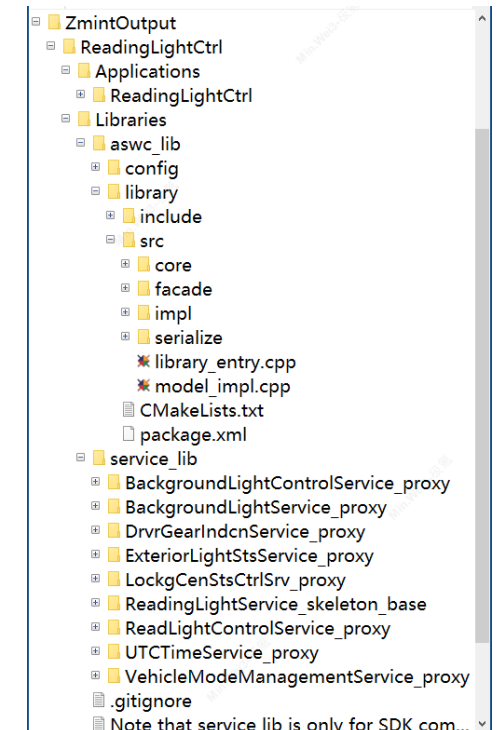 ZmintOutput
ReadingLightCtrl
Applications
ReadingLightCtrl
Libraries
aswc_lib
config
library
include
src
core
facade
impl
serialize
library_entry.cpp
model_impl.cpp
CMakeLists.txt
package.xml
service_lib
BackgroundLightControlService_proxy
BackgroundLightService_proxy
DrvrGearIndcnService_proxy
ExteriorLightStsService_proxy
LockgCenStsCtrlSrv_proxy
ReadingLightService_skeleton_base
ReadLightControlService_proxy
UTCTimeService_proxy
VehicleModeManagementService_proxy
.gitignore
Note that service lib is only for SDK com...